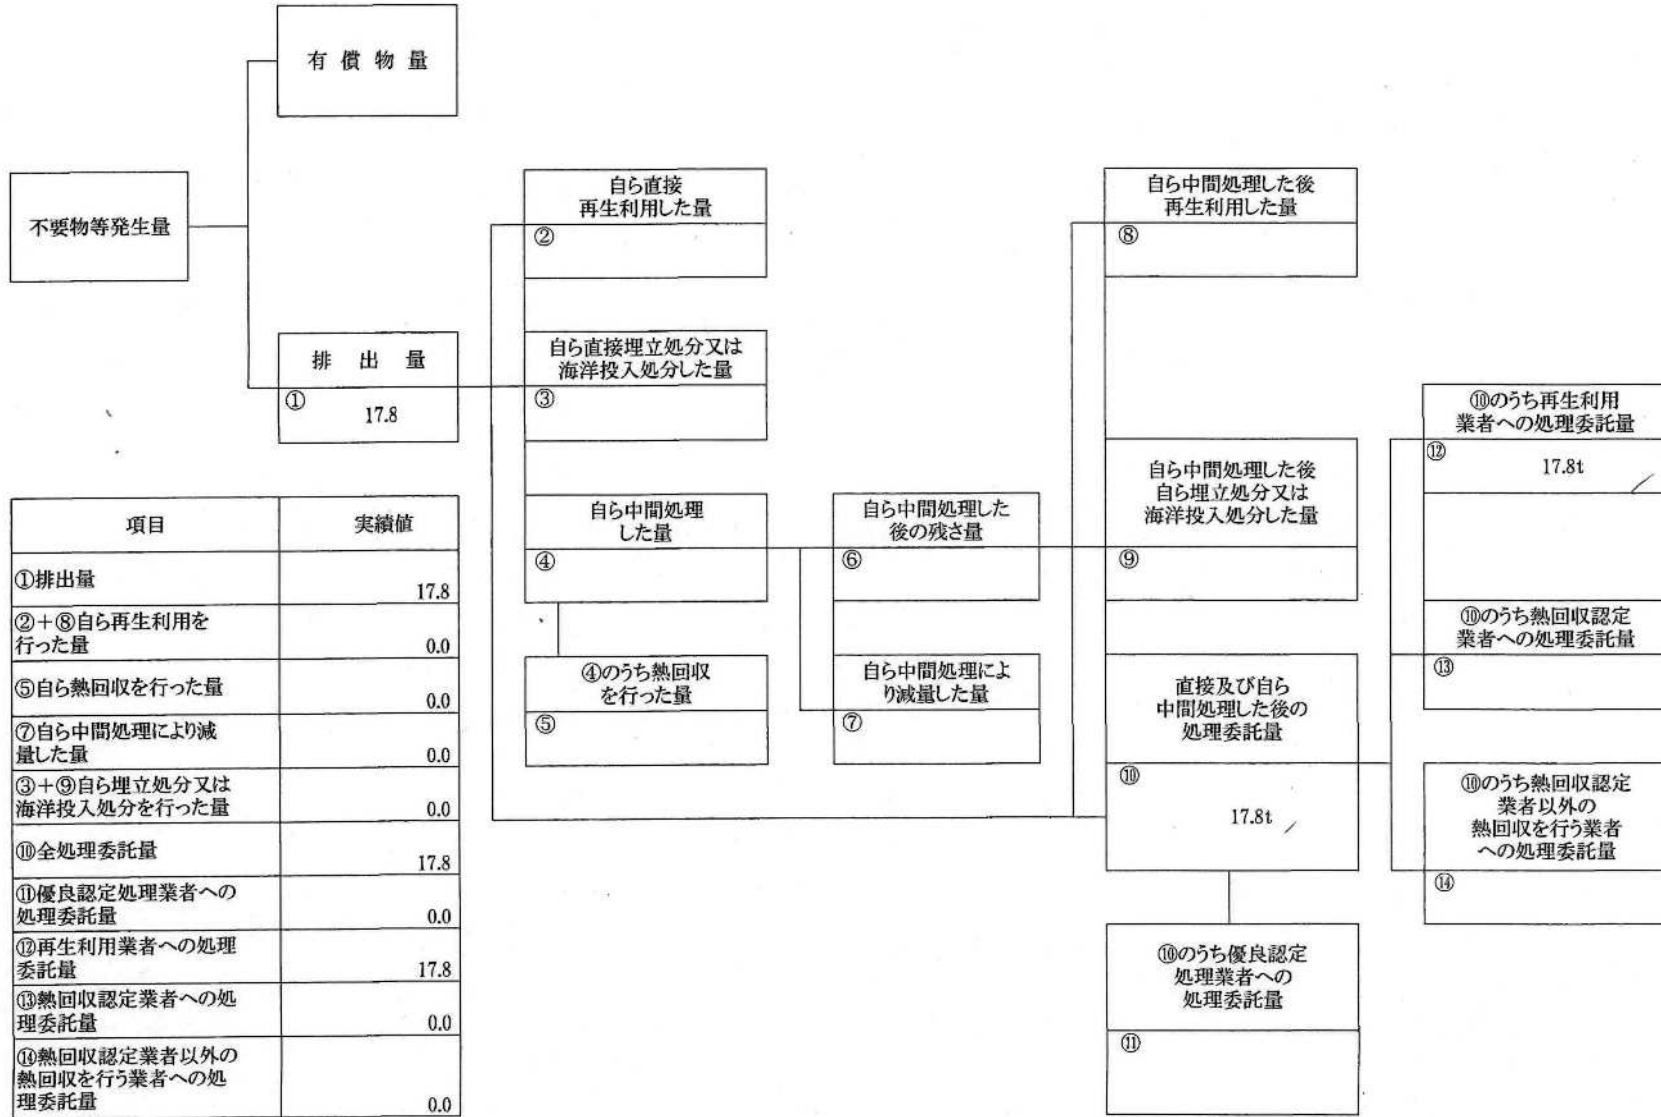 有 償 物 量
不要物等発生量
排 出 量
①
17.8
自ら直接
再生利用した量
②
自ら直接埋立処分又は
海洋投入処分した量
③
自ら中間処理
した量
④
④のうち熱回収
を行った量
⑤
自ら中間処理した
後の残さ量
⑥
自ら中間処理によ
り減量した量
⑦
自ら中間処理した後
再生利用した量
⑧
自ら中間処理した後
自ら埋立処分又は
海洋投入処分した量
⑨
直接及び自ら
中間処理した後の
処理委託量
⑩
17.8t
⑩のうち優良認定
処理業者への
処理委託量
⑪
⑩のうち再生利用
業者への処理委託量
⑫
17.8t
⑩のうち熱回収認定
業者への処理委託量
⑬
⑩のうち熱回収認定
業者以外の
熱回収を行う業者
への処理委託量
⑭
項目 実績値
①排出量
17.8
②+⑧自ら再生利用を
行った量 0.0
⑤自ら熱回収を行った量
0.0
⑦自ら中間処理により減
量した量 0.0
③+⑨自ら埋立処分又は
海洋投入処分を行った量 0.0
⑩全処理委託量
17.8
⑪優良認定処理業者への
処理委託量 0.0
⑫再生利用業者への処理
委託量 17.8
⑬熱回収認定業者への処
理委託量 0.0
⑭熱回収認定業者以外の
熱回収を行う業者への処
理委託量 0.0